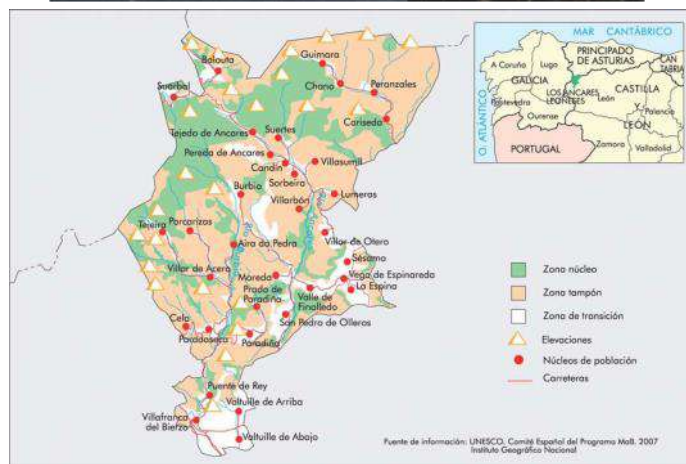 MAR CANTÁBRICO
PRINCIPADO
DE ASTURIAS
CAN
TABRIA
A Coruña
Lugo
GALICIA
LOS ANCARES
LEONESES
León
CASTILLA
Y
Palencia
Pontevedra
Ourense
LEÓN
PORTUGAL
Zamora
Valladolid
O. ATLÁNTICO
Balouta
Guimara
Suarbal
Chano
Peranzales
Cariseda
Tejedo de Ancares
Suertes
Pereda de Ancares
Candín
Villasumil
Sorbeira
Burbia
Lumeras
Villarbón
Tejeira
Porcarizas
Villar de Otero
Aira da Pedra
Sésamo
Villar de Acero
Moreda
Vega de Espinareda
La Espina
Prado de
Paradiña
Valle de
Finolledo
San Pedro de Olleros
Cela
Paradaseca
Paradiña
Puente de Rey
Valtuille de Arriba
Villafranca
del Bierzo
Valtuille de Abajo
Zona núcleo
Zona tampón
Zona de transición
Elevaciones
Núcleos de población
Carreteras
Fuente de información: UNESCO. Comité Español del Programa MaB. 2007
Instituto Geográfico Nacional